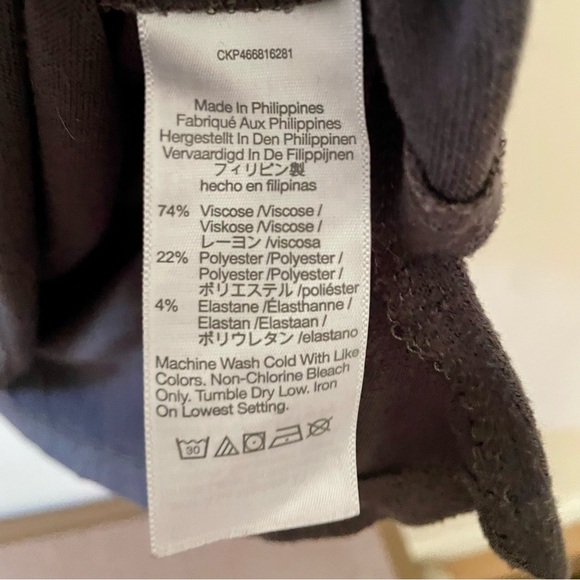 CKP466816281
Made In Philippines
Fabriqué Aux Philippines
Hergestellt In Den Philippinen
Vervaardigd In De Filippijnen
フィリピン製
hecho en filipinas
74% Viscose /Viscose /
Viskose /Viscose /
レーヨン /viscosa
22% Polyester /Polyester /
Polyester /Polyester /
ポリエステル /poliéster
4% Elastane /Élasthanne /
Elastan /Elastaan /
ポリウレタン /elastano
Machine Wash Cold With Like
Colors. Non-Chlorine Bleach
Only. Tumble Dry Low. Iron
On Lowest Setting.
30